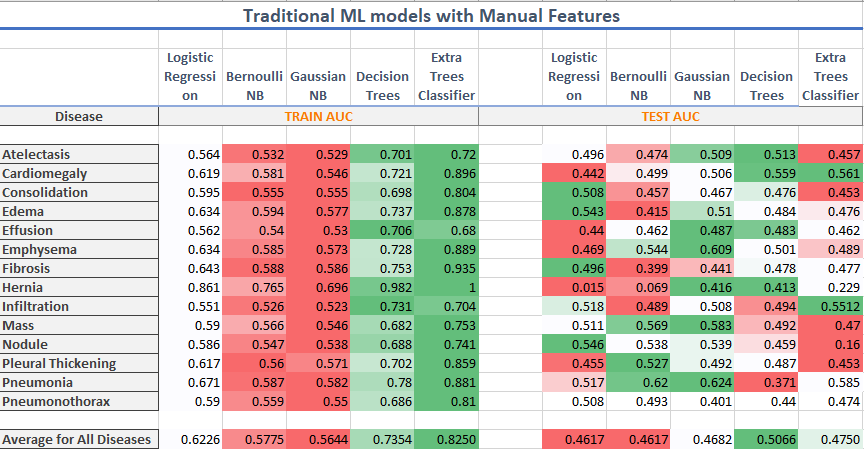 Traditional ML models with Manual Features
Logistic Regressi on Bernoulli NB Gaussian NB Decision Trees Extra Trees Classifier Logistic Regressi on Bernoulli NB Gaussian NB Decision Trees Extra Trees Classifier
Disease TRAIN AUC TEST AUC
Atelectasis 0.564 0.532 0.529 0.701 0.72 0.496 0.474 0.509 0.513 0.457
Cardiomegaly 0.619 0.581 0.546 0.721 0.896 0.442 0.499 0.506 0.559 0.561
Consolidation 0.595 0.555 0.555 0.698 0.804 0.508 0.457 0.467 0.476 0.453
Edema 0.634 0.594 0.577 0.737 0.878 0.543 0.415 0.51 0.484 0.476
Effusion 0.562 0.54 0.53 0.706 0.68 0.44 0.462 0.487 0.483 0.462
Emphysema 0.634 0.585 0.573 0.728 0.889 0.469 0.544 0.609 0.501 0.489
Fibrosis 0.643 0.588 0.586 0.753 0.935 0.496 0.399 0.441 0.478 0.477
Hernia 0.861 0.765 0.696 0.982 1 0.015 0.069 0.416 0.413 0.229
Infiltration 0.551 0.526 0.523 0.731 0.704 0.518 0.489 0.508 0.494 0.5512
Mass 0.59 0.566 0.546 0.682 0.753 0.511 0.569 0.583 0.492 0.47
Nodule 0.586 0.547 0.538 0.688 0.741 0.546 0.538 0.539 0.459 0.16
Pleural Thickening 0.617 0.56 0.571 0.702 0.859 0.455 0.527 0.492 0.487 0.453
Pneumonia 0.671 0.587 0.582 0.78 0.881 0.517 0.62 0.624 0.371 0.585
Pneumonothorax 0.59 0.559 0.55 0.686 0.81 0.508 0.493 0.401 0.44 0.474
Average for All Diseases 0.6226 0.5775 0.5644 0.7354 0.8250 0.4617 0.4617 0.4682 0.5066 0.4750